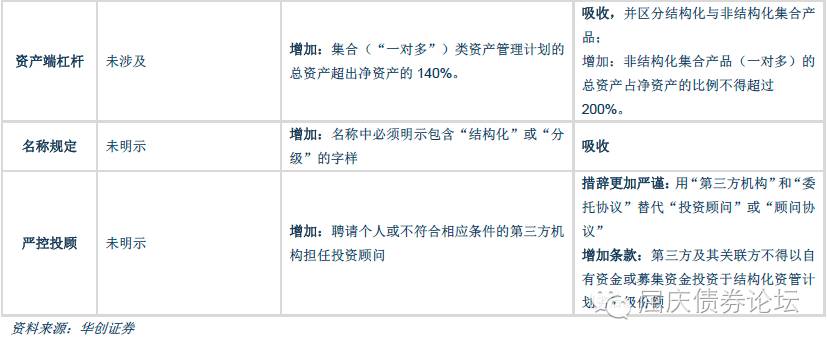 吸收，并区分结构化与非结构化集合产
品；
资产端杠杆
未涉及
增加：集合（“一对多”）类资产管理计划的
总资产超出净资产的 140%。
增加：非结构化集合产品（一对多）的
总资产占净资产的比例不得超过
200%。
名称规定
未明示
增加：名称中必须明示包含“结构化”或“分
级”的字样
吸收
严控投顾
未明示
增加：聘请个人或不符合相应条件的第三方机
构担任投资顾问
措辞更加严谨：用“第三方机构”和“委
托协议”替代“投资顾问”或“顾问协
议”
增加条款：第三方及其关联方不得以自
有资金或募集资金投资于结构化资管计
划 级份额
屈庆债券论坛
资料来源：华创证券